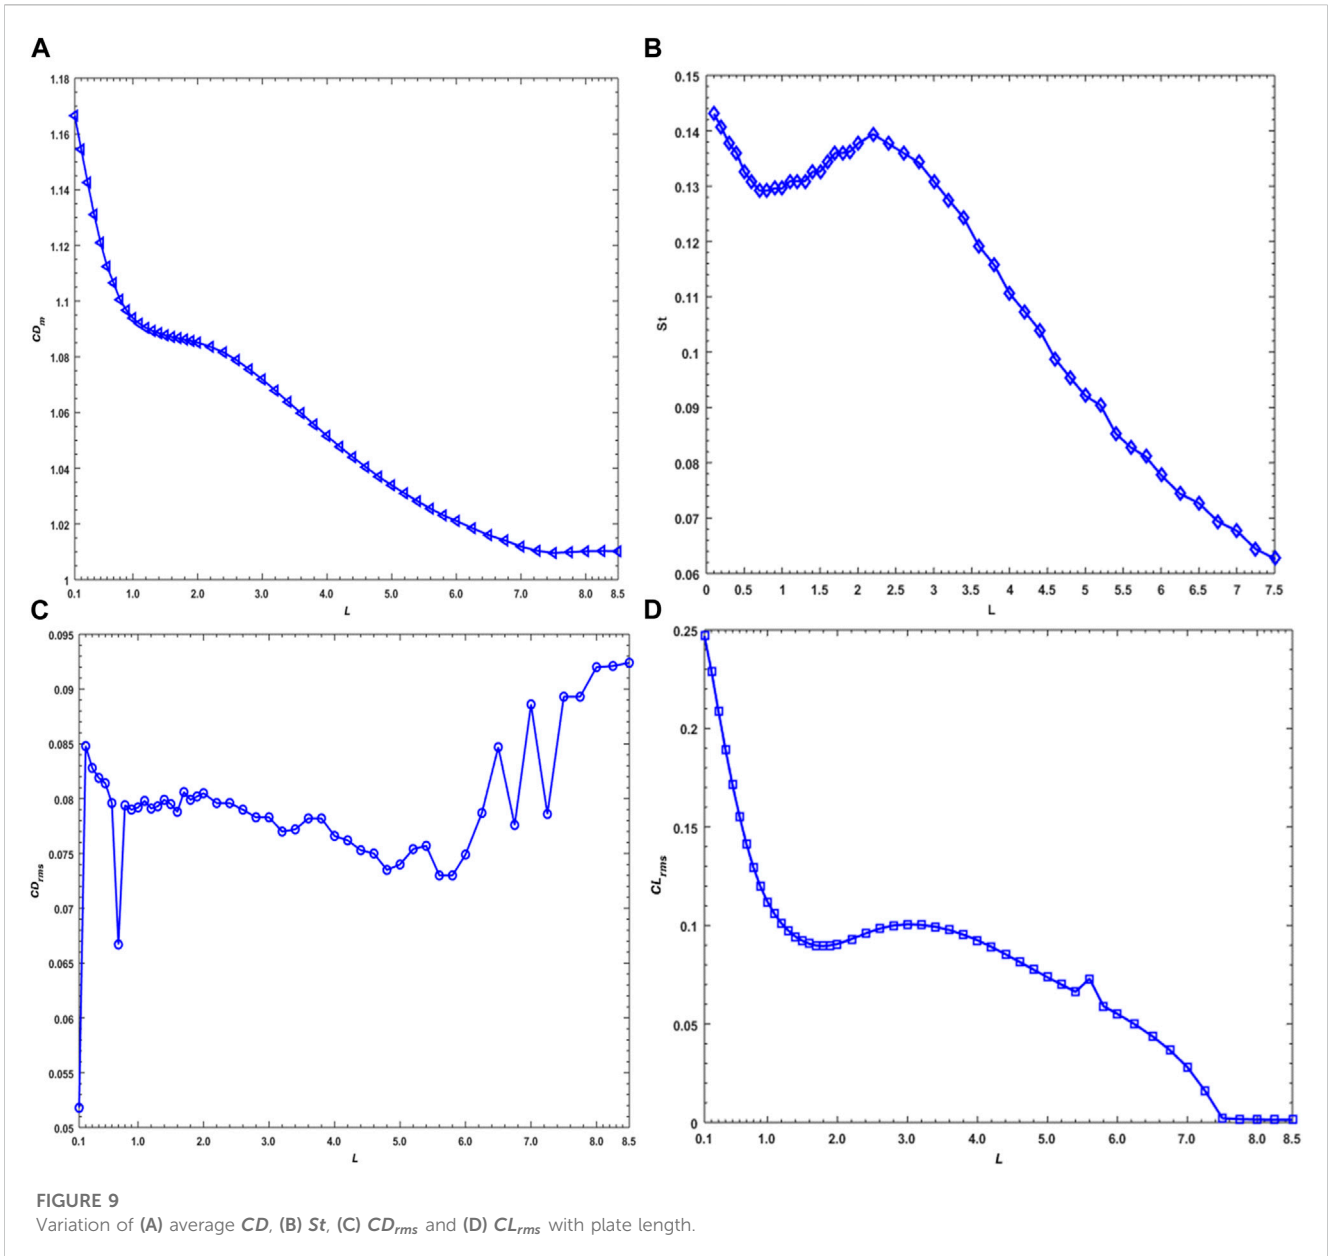 A
1.18
1.16
1.14
1.12
1.1
1.08
1.06
1.04
1.02
1
CDm
0.1 1.0 2.0 3.0 4.0 5.0 6.0 7.0 8.0 8.5
L
B
0.15
0.14
0.13
0.12
0.11
0.1
0.09
0.08
0.07
0.06
St
0 0.5 1 1.5 2 2.5 3 3.5 4 4.5 5 5.5 6 6.5 7 7.5
L
C
0.095
0.09
0.085
0.08
0.075
0.07
0.065
0.06
0.055
0.05
CDrms
0.1 1.0 2.0 3.0 4.0 5.0 6.0 7.0 8.0 8.5
L
D
0.25
0.2
0.15
0.1
0.05
0
CLrms
0.1 1.0 2.0 3.0 4.0 5.0 6.0 7.0 8.0 8.5
L
FIGURE 9
Variation of (A) average CD, (B) St, (C) CDrms and (D) CLrms with plate length.